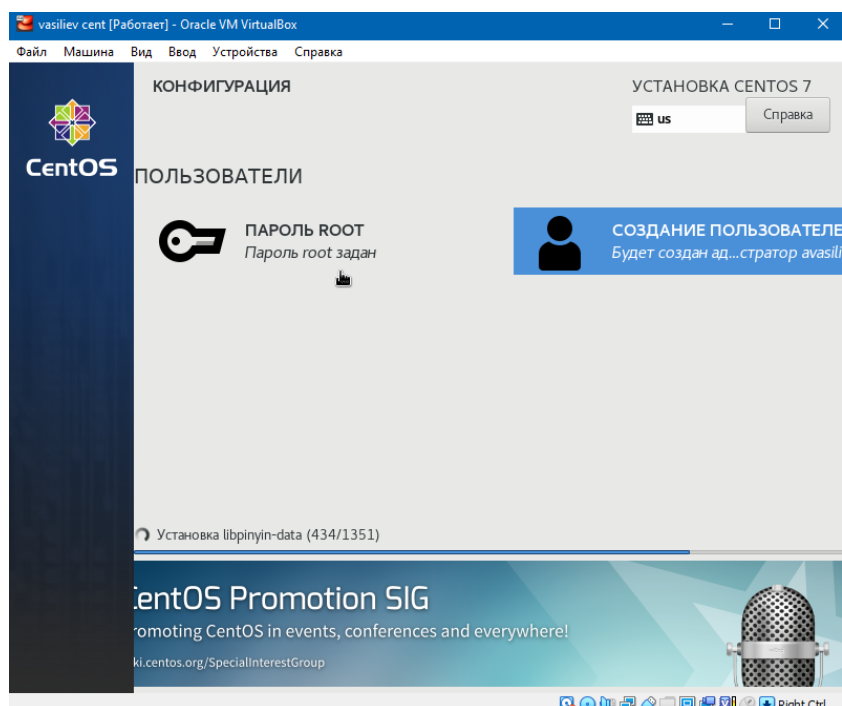 vasiliev cent [Работает] - Oracle VM VirtualBox
Файл Машина Вид Ввод Устройства Справка
КОНФИГУРАЦИЯ
УСТАНОВКА CENTOS 7
us
Справка
CentOS
ПОЛЬЗОВАТЕЛИ
ПАРОЛЬ ROOT
Пароль root задан
СОЗДАНИЕ ПОЛЬЗОВАТЕЛЕ
Будет создан ад...стратор avasili
Установка libpinyin-data (434/1351)
CentOS Promotion SIG
romoting CentOS in events, conferences and everywhere!
ki.centos.org/SpecialInterestGroup
Right Ctrl